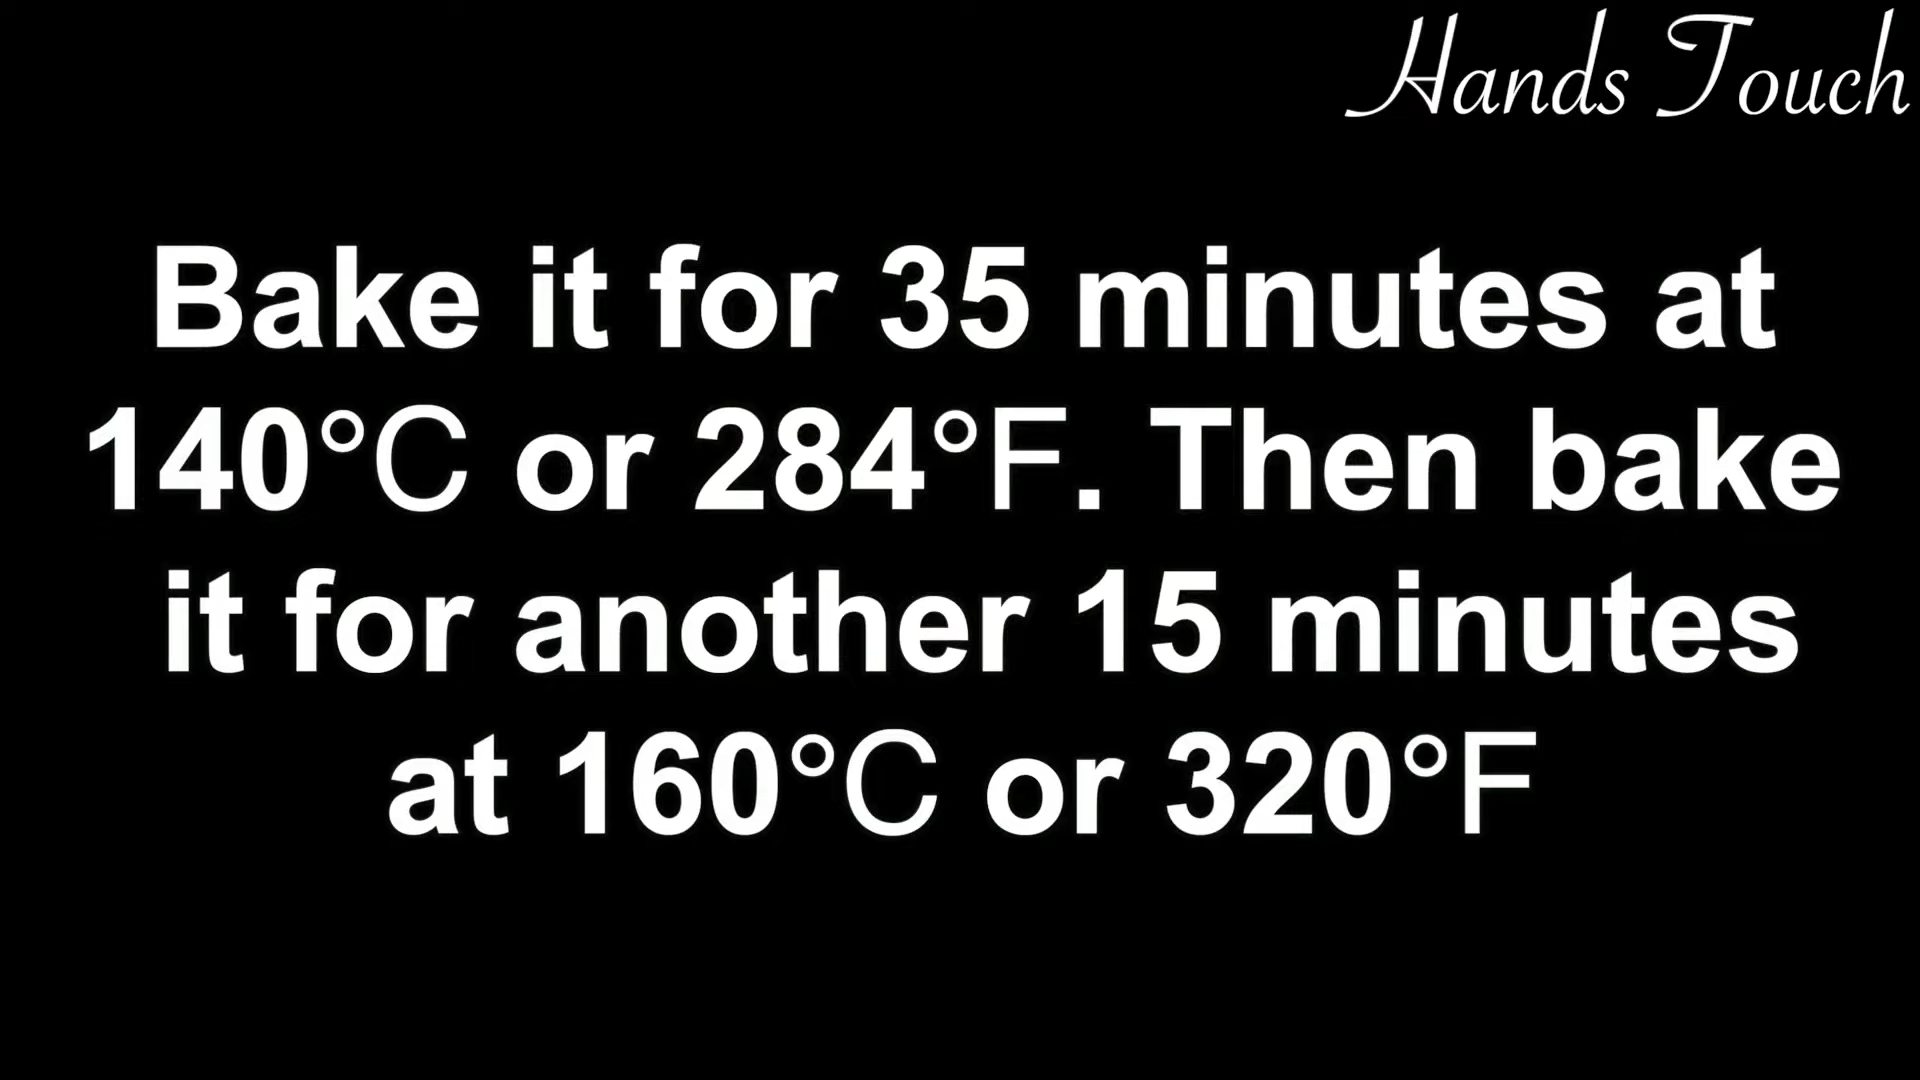 Hands Touch
Bake it for 35 minutes at
140°C or 284°F. Then bake
it for another 15 minutes
at 160°C or 320°F